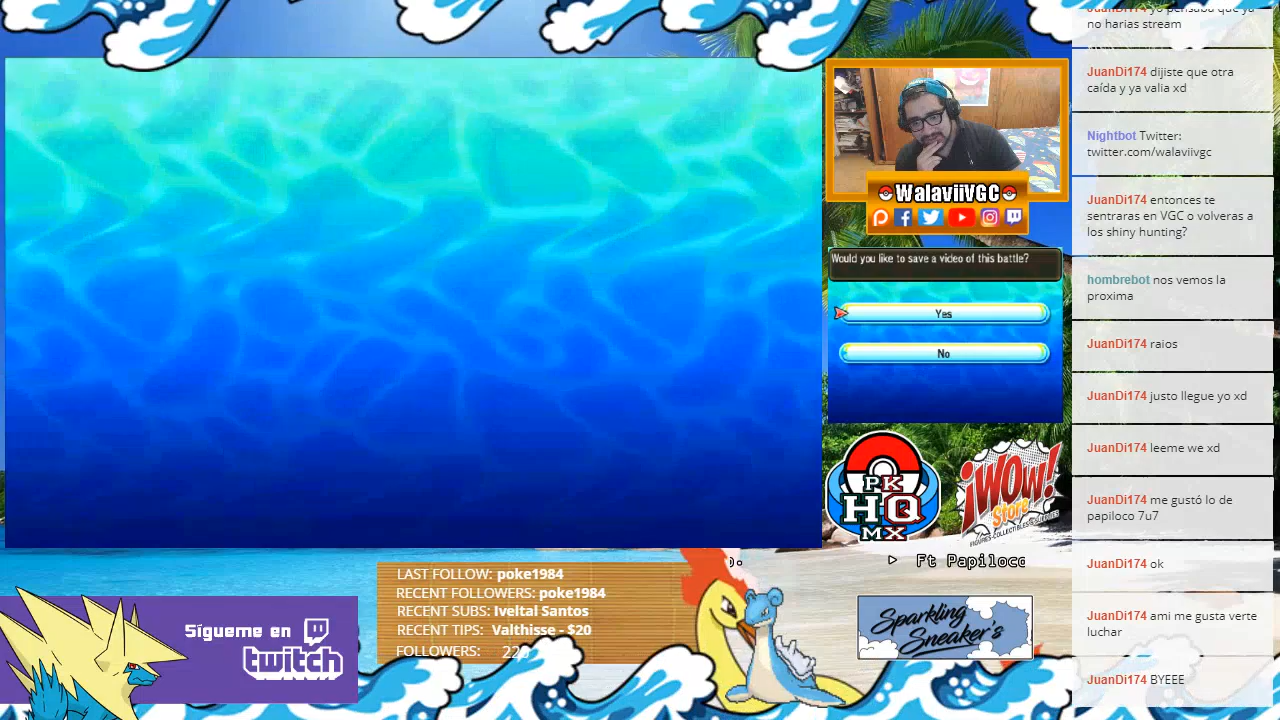 JuanDi174 yo pensaba que ya
no harias stream
JuanDi174 dijiste que otra
caída y ya valia xd
Nightbot Twitter:
twitter.com/walaviivgc
JuanDi174 entonces te
sentraras en VGC o volveras a
los shiny hunting?
hombrebot nos vemos la
proxima
JuanDi174 raios
JuanDi174 justo llegue yo xd
JuanDi174 leeme we xd
JuanDi174 me gustó lo de
papiloco 7u7
JuanDi174 ok
JuanDi174 ami me gusta verte
luchar
JuanDi174 BYEEE
WalaviiVGC
Would you like to save a video of this battle?
Yes
No
PK
HQ
MX
¡WOW!
Store
Ft Papiloco
LAST FOLLOW: poke1984
RECENT FOLLOWERS: poke1984
RECENT SUBS: Iveltal Santos
RECENT TIPS: Valthisse - $20
FOLLOWERS:
Sígueme en
twitch
Sparkling
Sneaker's